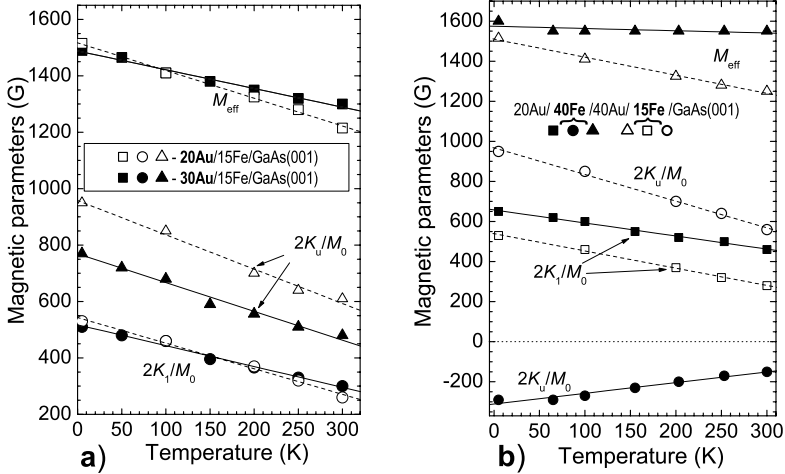 Magnetic parameters (G)
1600
1400
1200
1000
800
600
400
200
M_eff
□ ○ △ - 20Au/15Fe/GaAs(001)
■ ● ▲ - 30Au/15Fe/GaAs(001)
2K_u/M_0
2K_1/M_0
0 50 100 150 200 250 300
a) Temperature (K)
Magnetic parameters (G)
1600
1400
1200
1000
800
600
400
200
0
-200
M_eff
20Au/ 40Fe /40Au/ 15Fe /GaAs(001)
■ ● ▲ △ □ ○
2K_u/M_0
2K_1/M_0
2K_u/M_0
0 50 100 150 200 250 300
b) Temperature (K)